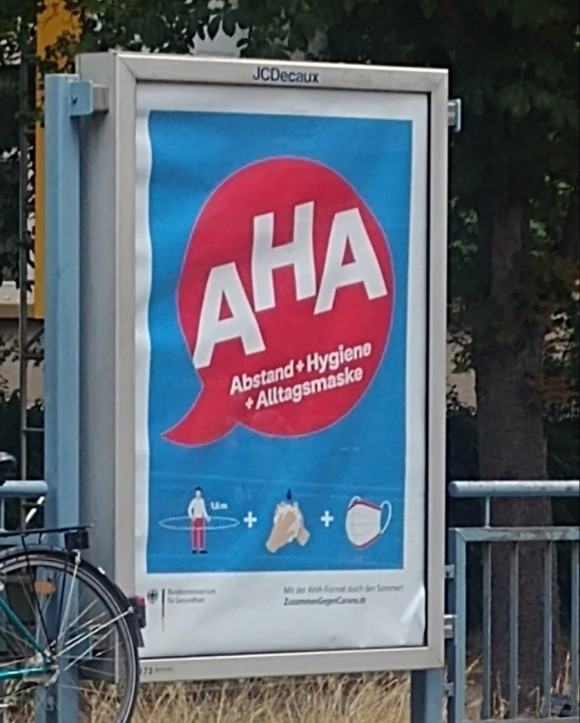 JCDecaux
AHA
Abstand + Hygiene
+ Alltagsmaske
1,5 m
+ +
Bundesministerium
für Gesundheit
Mit der AHA-Formel durch den Sommer!
ZusammenGegenCorona.de